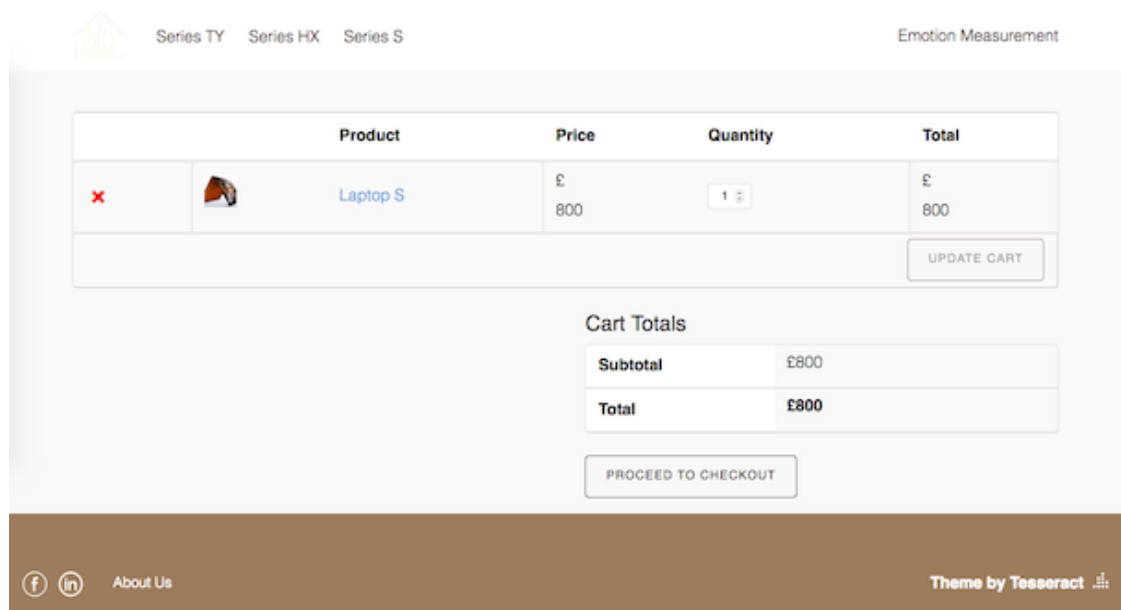 Series TY Series HX Series S Emotion Measurement
Product Price Quantity Total
Laptop S £ 800 1 £ 800
UPDATE CART
Cart Totals
Subtotal £800
Total £800
PROCEED TO CHECKOUT
f in About Us Theme by Tesseract